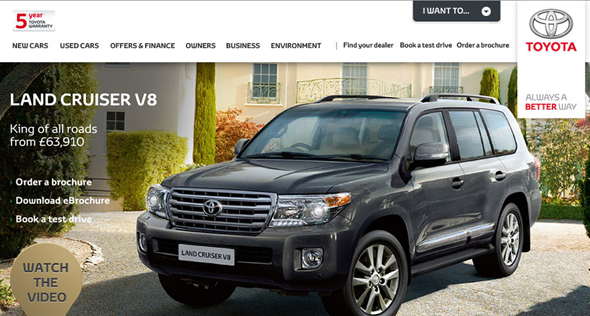 5 year
TOYOTA
WARRANTY
I WANT TO...
NEW CARS USED CARS OFFERS & FINANCE OWNERS BUSINESS ENVIRONMENT | Find your dealer Book a test drive Order a brochure
TOYOTA
ALWAYS A
BETTER WAY
LAND CRUISER V8
King of all roads
from £63,910
Order a brochure
Download eBrochure
Book a test drive
LAND CRUISER V8
WATCH
THE
VIDEO